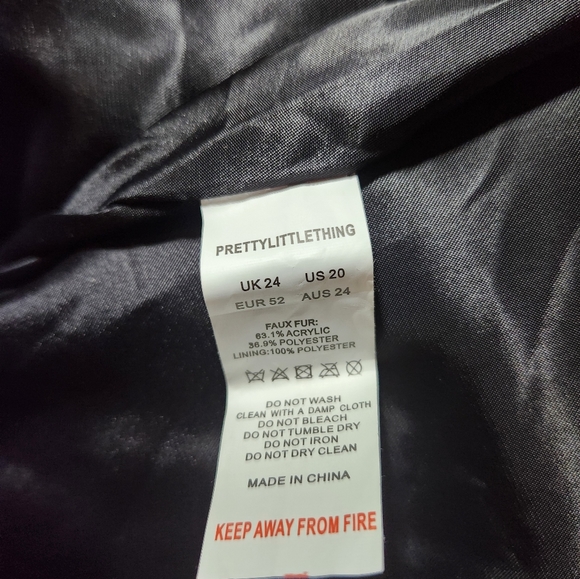 PRETTYLITTLETHING
UK 24 US 20
EUR 52 AUS 24
FAUX FUR:
63.1% ACRYLIC
36.9% POLYESTER
LINING:100% POLYESTER
DO NOT WASH
CLEAN WITH A DAMP CLOTH
DO NOT BLEACH
DO NOT TUMBLE DRY
DO NOT IRON
DO NOT DRY CLEAN
MADE IN CHINA
KEEP AWAY FROM FIRE